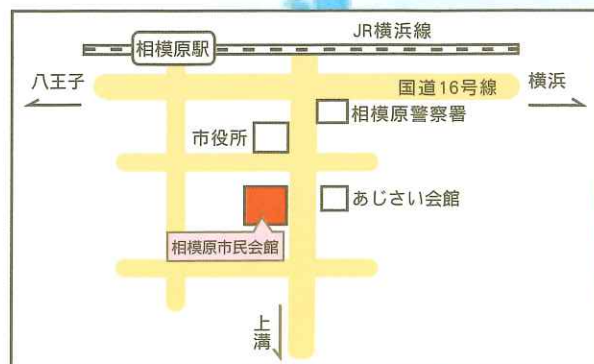 JR横浜線
相模原駅
八王子
国道16号線
横浜
相模原警察署
市役所
あじさい会館
相模原市民会館
上溝